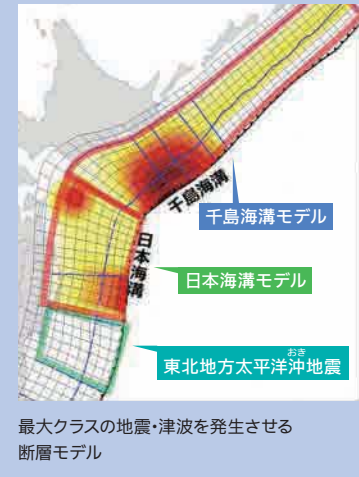 千島海溝
千島海溝モデル
日本海溝
日本海溝モデル
おき
東北地方太平洋沖地震
最大クラスの地震・津波を発生させる
断層モデル